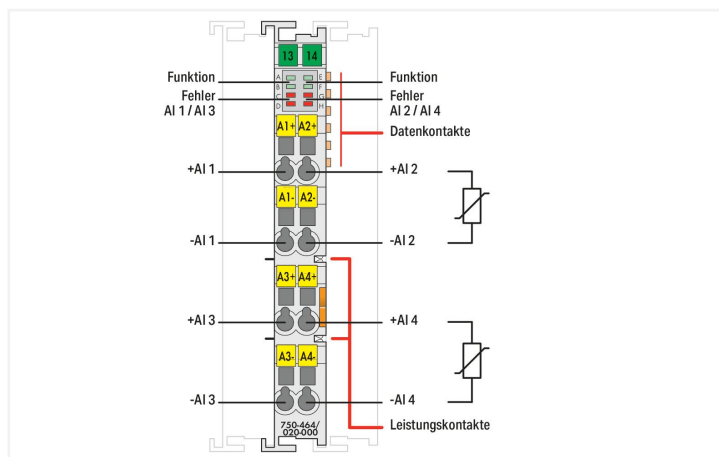 13 14
Funktion A E Funktion
B F
Fehler C G Fehler
AI 1 / AI 3 D H AI 2 / AI 4
Datenkontakte
A1+ A2+
+AI 1 +AI 2
A1- A2-
-AI 1 -AI 2
A3+ A4+
+AI 3 +AI 4
A3- A4-
-AI 3 -AI 4
750-464/
020-000
Leistungskontakte